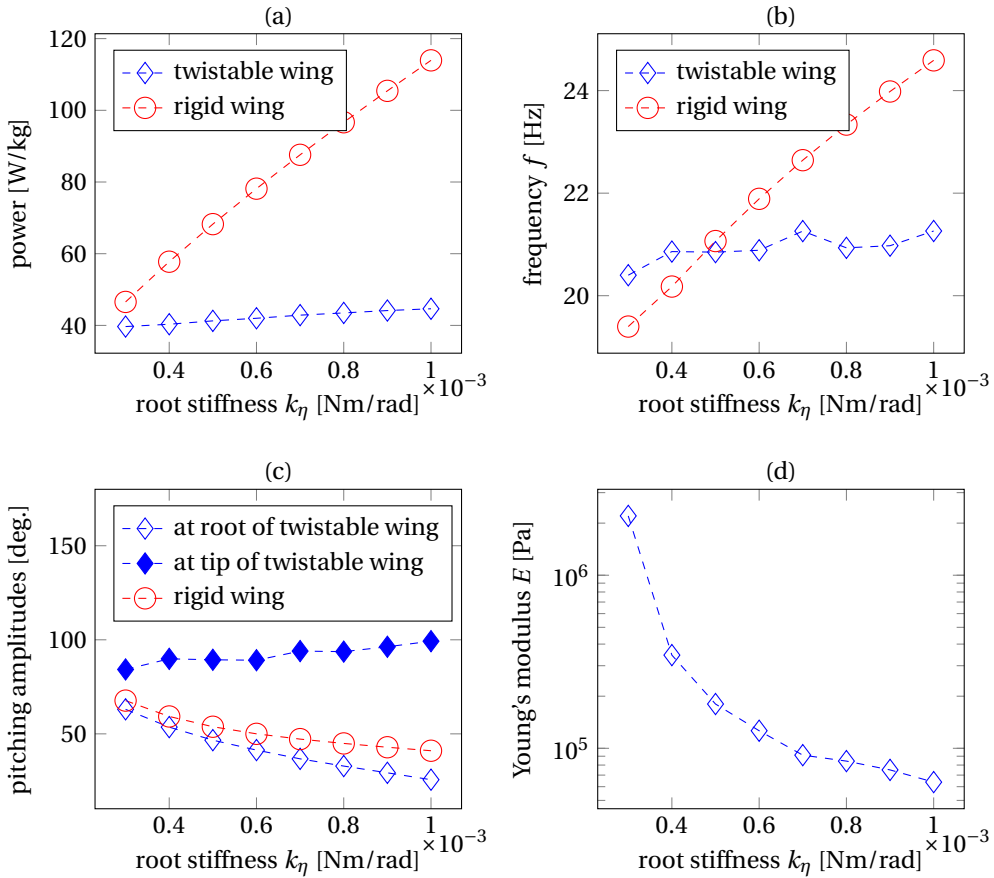 (a)
120
100
80
60
40
power [W/kg]
twistable wing
rigid wing
0.4
0.6
0.8
1
×10⁻³
root stiffness kη [Nm/rad]
(b)
24
22
20
frequency f [Hz]
twistable wing
rigid wing
0.4
0.6
0.8
1
×10⁻³
root stiffness kη [Nm/rad]
(c)
150
100
50
pitching amplitudes [deg.]
at root of twistable wing
at tip of twistable wing
rigid wing
0.4
0.6
0.8
1
×10⁻³
root stiffness kη [Nm/rad]
(d)
10⁶
10⁵
Young's modulus E [Pa]
0.4
0.6
0.8
1
×10⁻³
root stiffness kη [Nm/rad]